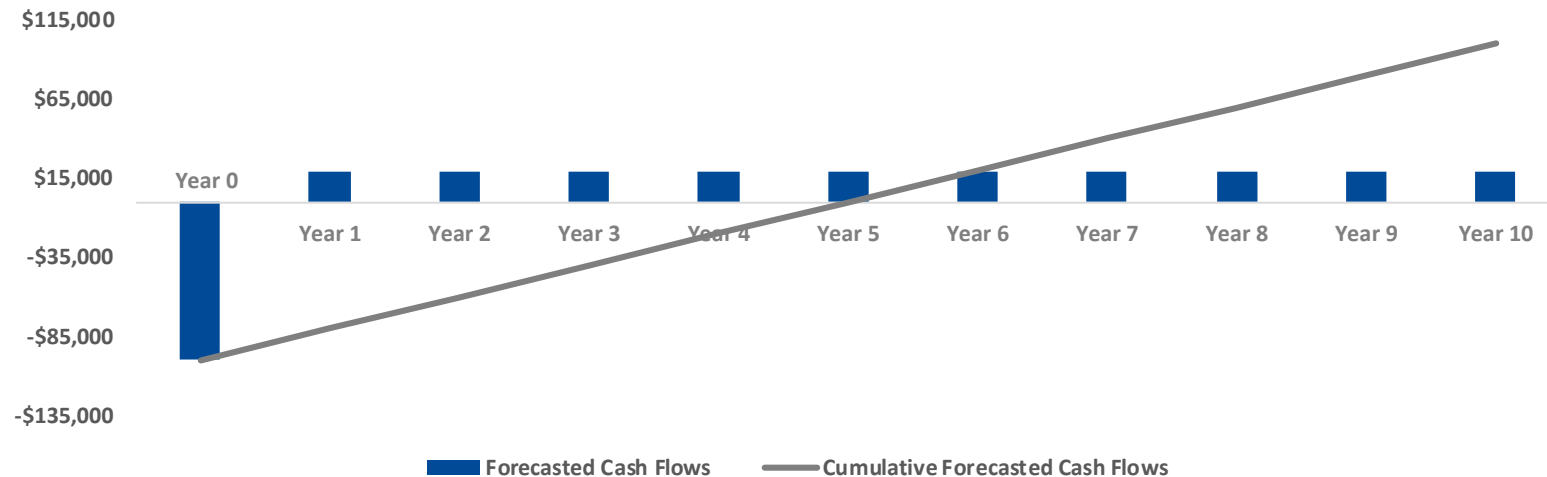 $115,000
$65,000
$15,000
-$35,000
-$85,000
-$135,000
Year 0
Year 1 Year 2 Year 3 Year 4 Year 5 Year 6 Year 7 Year 8 Year 9 Year 10
Forecasted Cash Flows Cumulative Forecasted Cash Flows